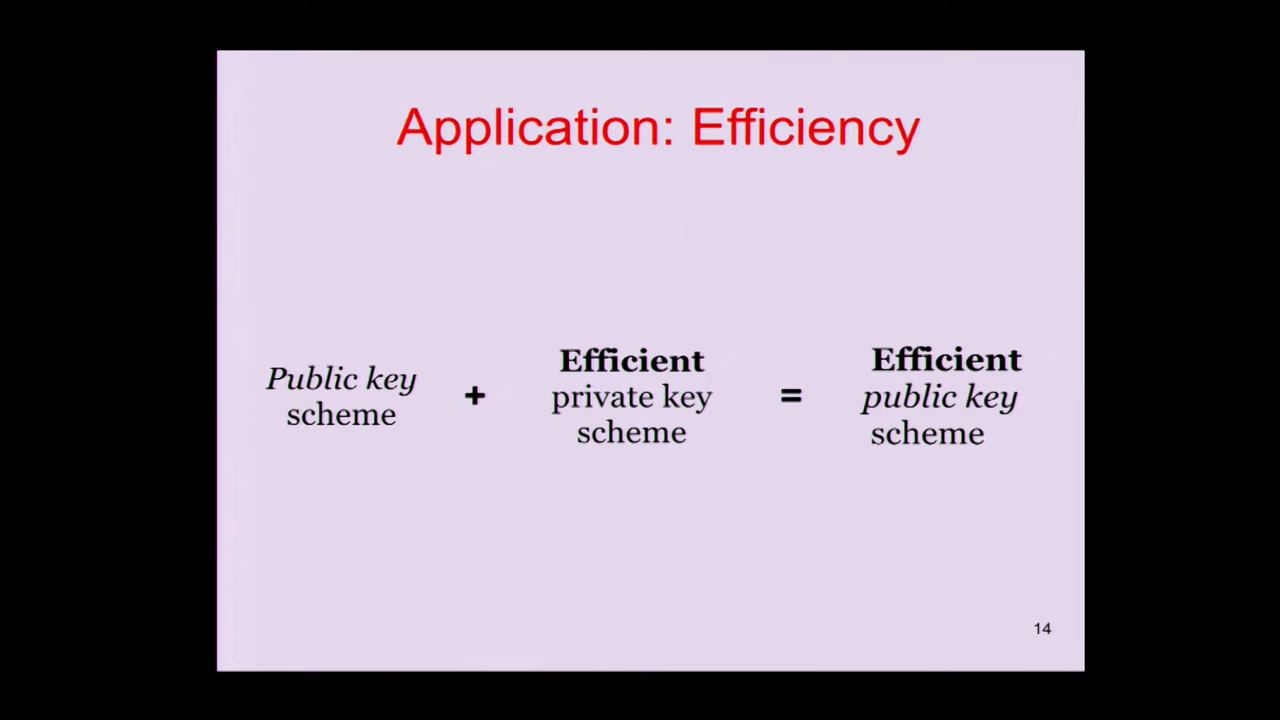 Application: Efficiency
Public key
scheme
+
Efficient
private key
scheme
=
Efficient
public key
scheme
14